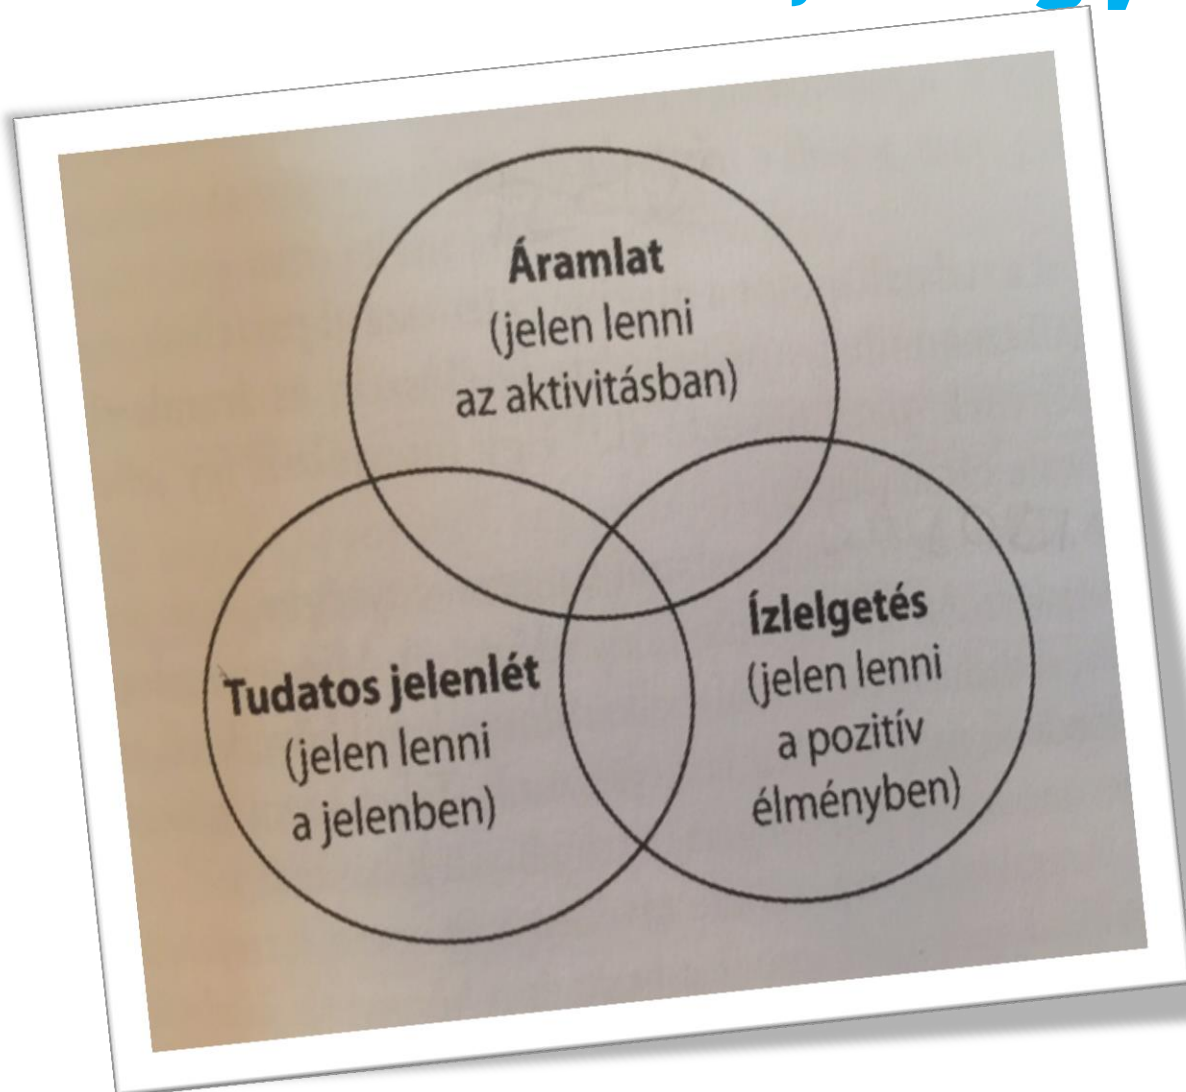 Áramlat
(jelen lenni
az aktivitásban)
Tudatos jelenlét
(jelen lenni
a jelenben)
Ízlelgetés
(jelen lenni
a pozitív
élményben)